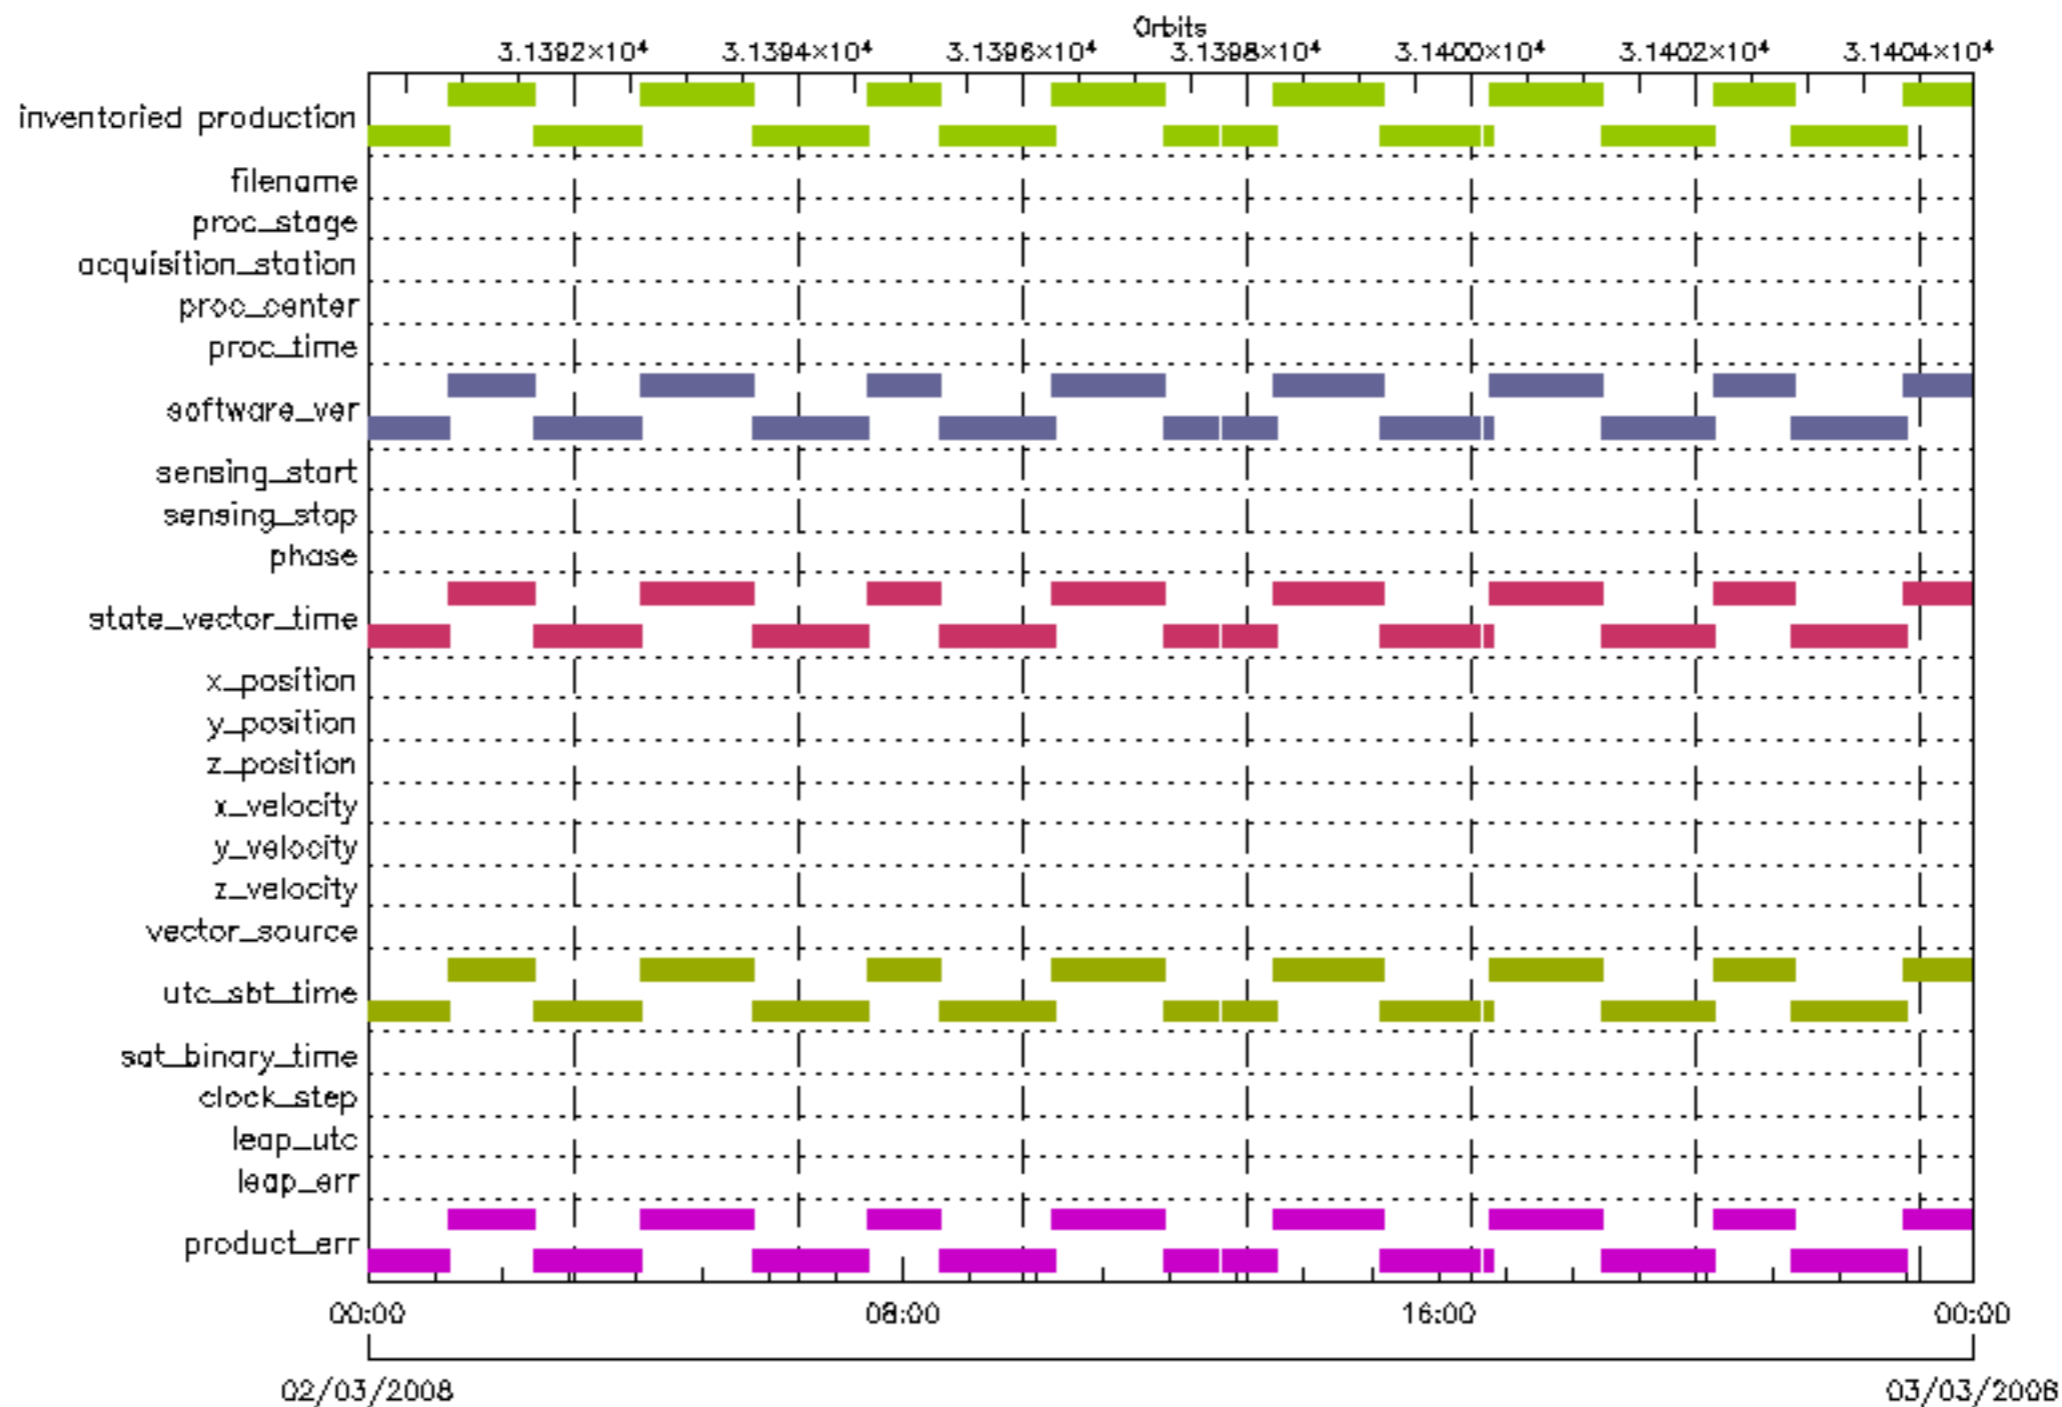 Orbits
3.1392×10⁴ 3.1394×10⁴ 3.1396×10⁴ 3.1398×10⁴ 3.1400×10⁴ 3.1402×10⁴ 3.1404×10⁴
inventoried production
filename
proc_stage
acquisition_station
proc_center
proc_time
software_ver
sensing_start
sensing_stop
phase
state_vector_time
x_position
y_position
z_position
x_velocity
y_velocity
z_velocity
vector_source
utc_sbt_time
sat_binary_time
clock_step
leap_utc
leap_err
product_err
00:00 08:00 16:00 00:00
02/03/2008 03/03/2008